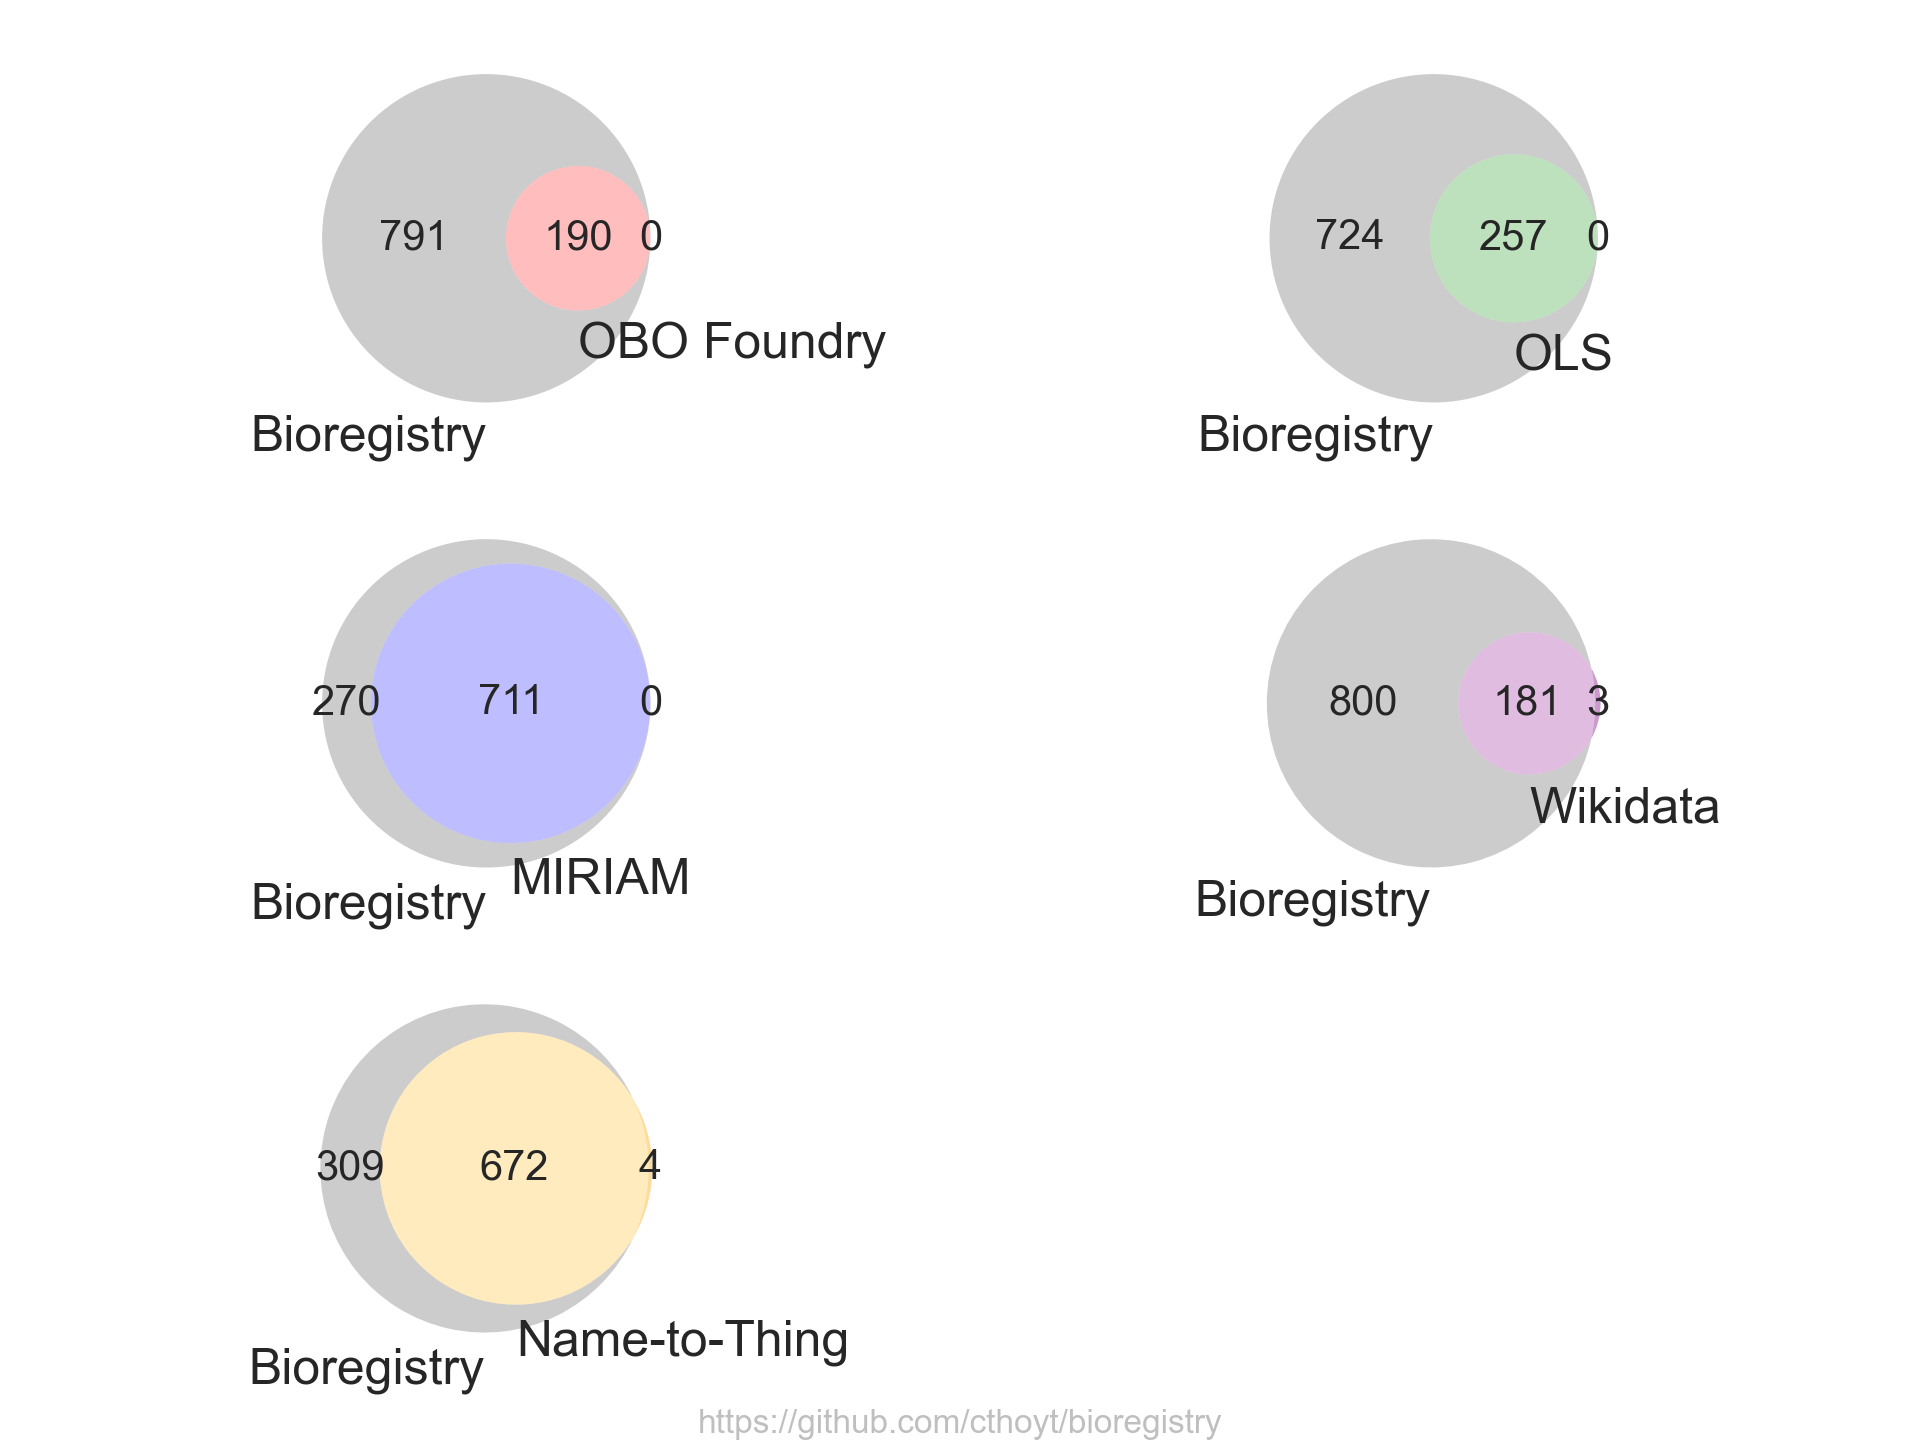 791 190 0
OBO Foundry
Bioregistry
724 257 0
OLS
Bioregistry
270 711 0
MIRIAM
Bioregistry
800 181 3
Wikidata
Bioregistry
309 672 4
Name-to-Thing
Bioregistry
https://github.com/cthoyt/bioregistry